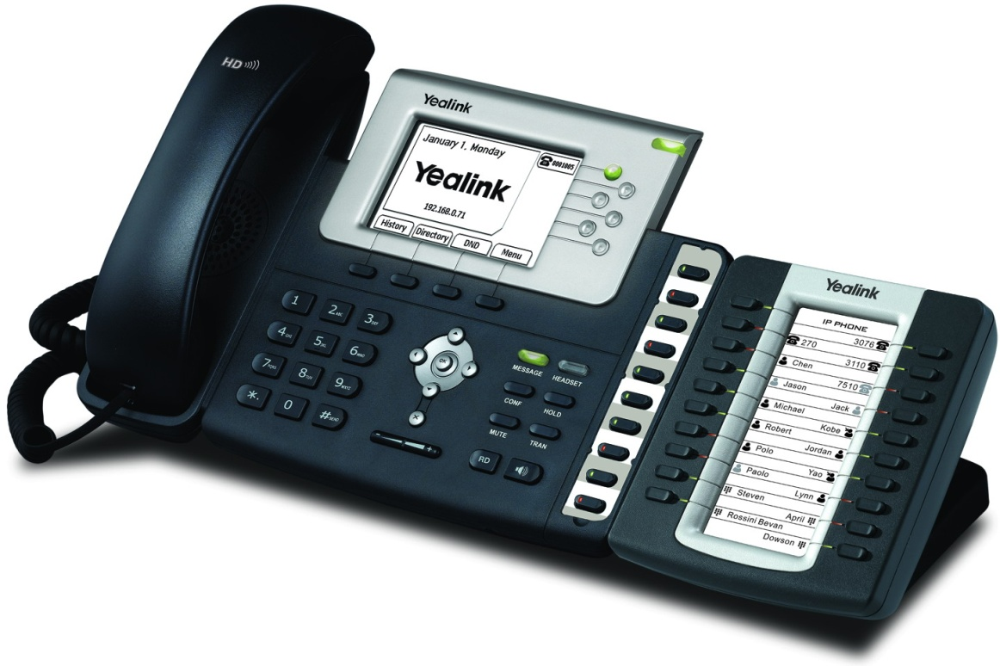 HD
Yealink
January 1, Monday
0001005
Yealink
192.168.0.71
History Directory DND Menu
1 2ABC 3DEF
4GHI 5JKL 6MNO
7PQRS 8TUV 9WXYZ
*. 0 #SEND
OK
MESSAGE HEADSET
CONF HOLD
MUTE TRAN
RD
- +
Yealink
IP PHONE
270 3076
Chen 3110
Jason 7510
Michael Jack
Robert Kobe
Polo Jordan
Paolo Yao
Steven Lynn
Rossini Bevan April
Dowson